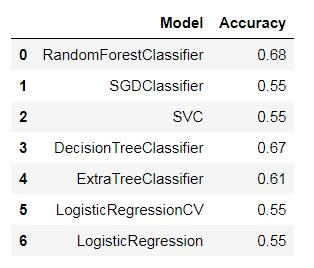 Model Accuracy
0 RandomForestClassifier 0.68
1 SGDClassifier 0.55
2 SVC 0.55
3 DecisionTreeClassifier 0.67
4 ExtraTreeClassifier 0.61
5 LogisticRegressionCV 0.55
6 LogisticRegression 0.55